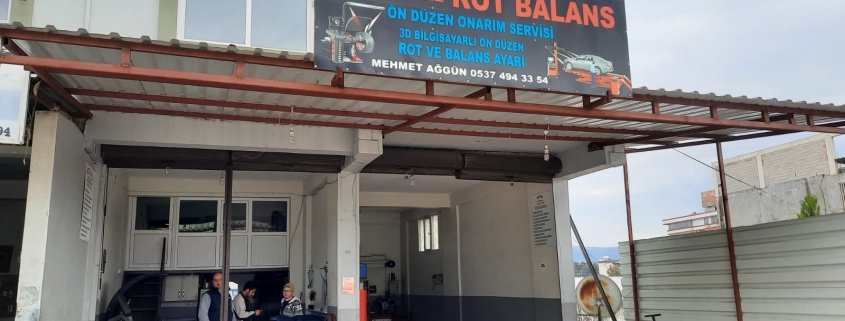 ROT BALANS
ÖN DÜZEN ONARIM SERVİSİ
3D BİLGİSAYARLI ÖN DÜZEN
ROT VE BALANS AYARI
MEHMET AĞGÜN 0537 494 33 54
94